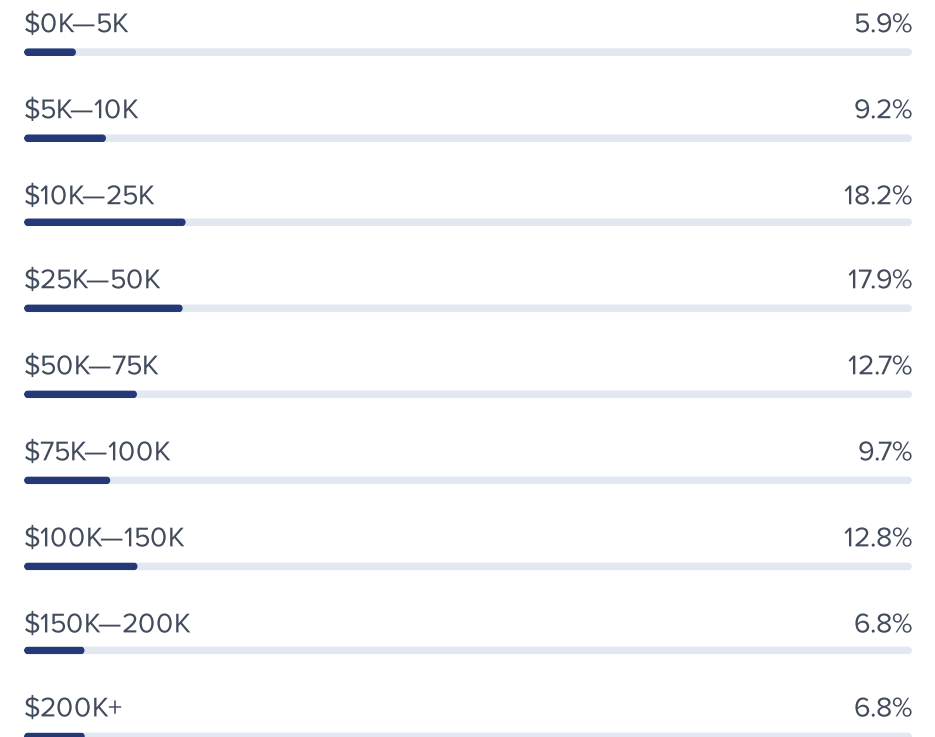 $0K—5K 5.9%
$5K—10K 9.2%
$10K—25K 18.2%
$25K—50K 17.9%
$50K—75K 12.7%
$75K—100K 9.7%
$100K—150K 12.8%
$150K—200K 6.8%
$200K+ 6.8%